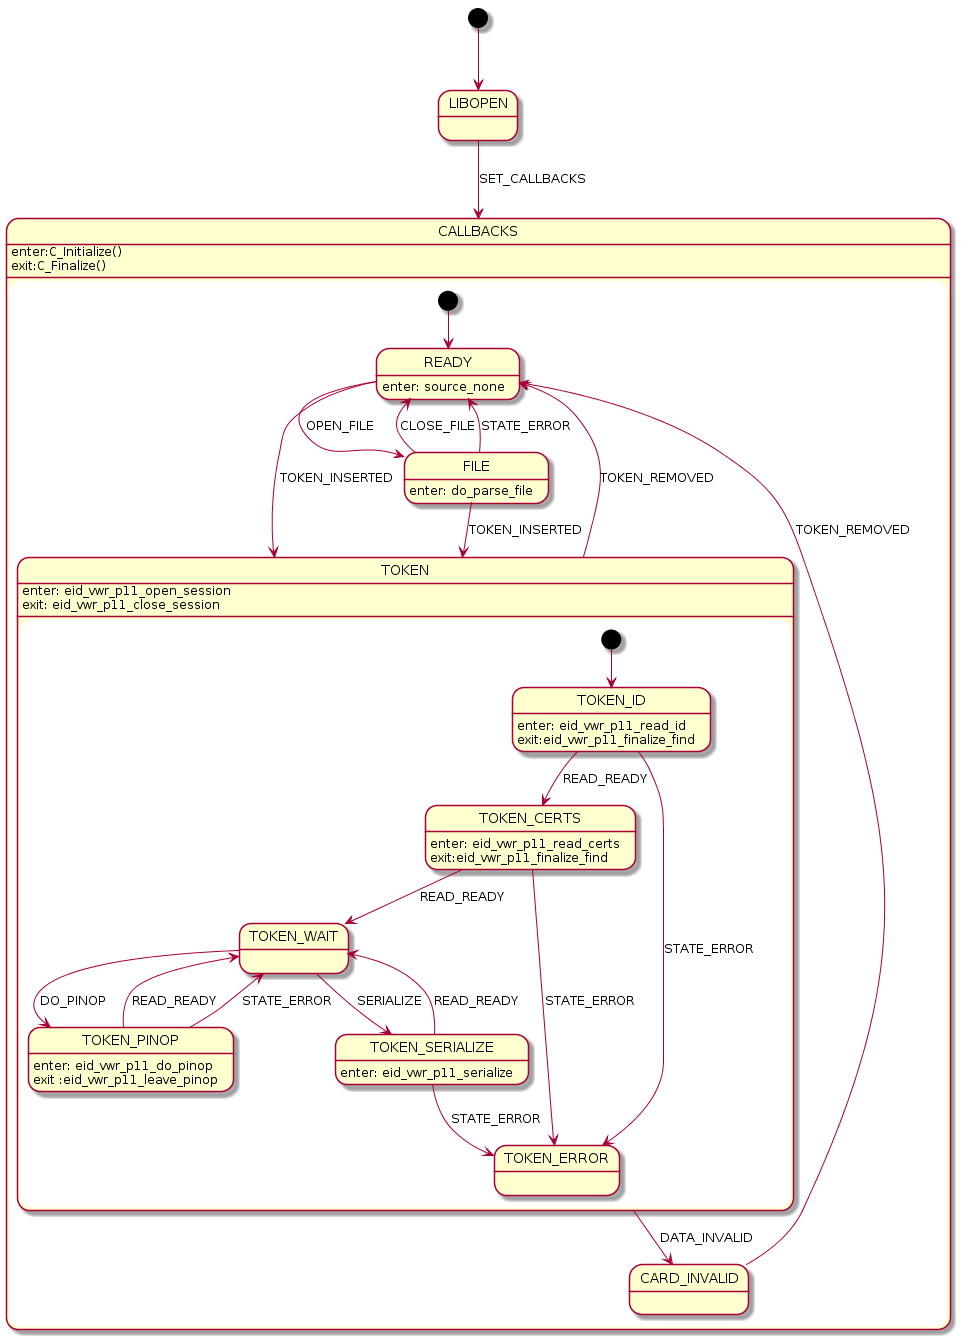 LIBOPEN
SET_CALLBACKS
CALLBACKS
enter:C_Initialize()
exit:C_Finalize()
READY
enter: source_none
OPEN_FILE
CLOSE_FILE
STATE_ERROR
FILE
enter: do_parse_file
TOKEN_INSERTED
TOKEN_REMOVED
TOKEN_INSERTED
TOKEN_REMOVED
TOKEN
enter: eid_vwr_p11_open_session
exit: eid_vwr_p11_close_session
TOKEN_ID
enter: eid_vwr_p11_read_id
exit:eid_vwr_p11_finalize_find
READ_READY
TOKEN_CERTS
enter: eid_vwr_p11_read_certs
exit:eid_vwr_p11_finalize_find
READ_READY
TOKEN_WAIT
STATE_ERROR
DO_PINOP
READ_READY
STATE_ERROR
SERIALIZE
READ_READY
STATE_ERROR
TOKEN_PINOP
enter: eid_vwr_p11_do_pinop
exit :eid_vwr_p11_leave_pinop
TOKEN_SERIALIZE
enter: eid_vwr_p11_serialize
STATE_ERROR
TOKEN_ERROR
DATA_INVALID
CARD_INVALID